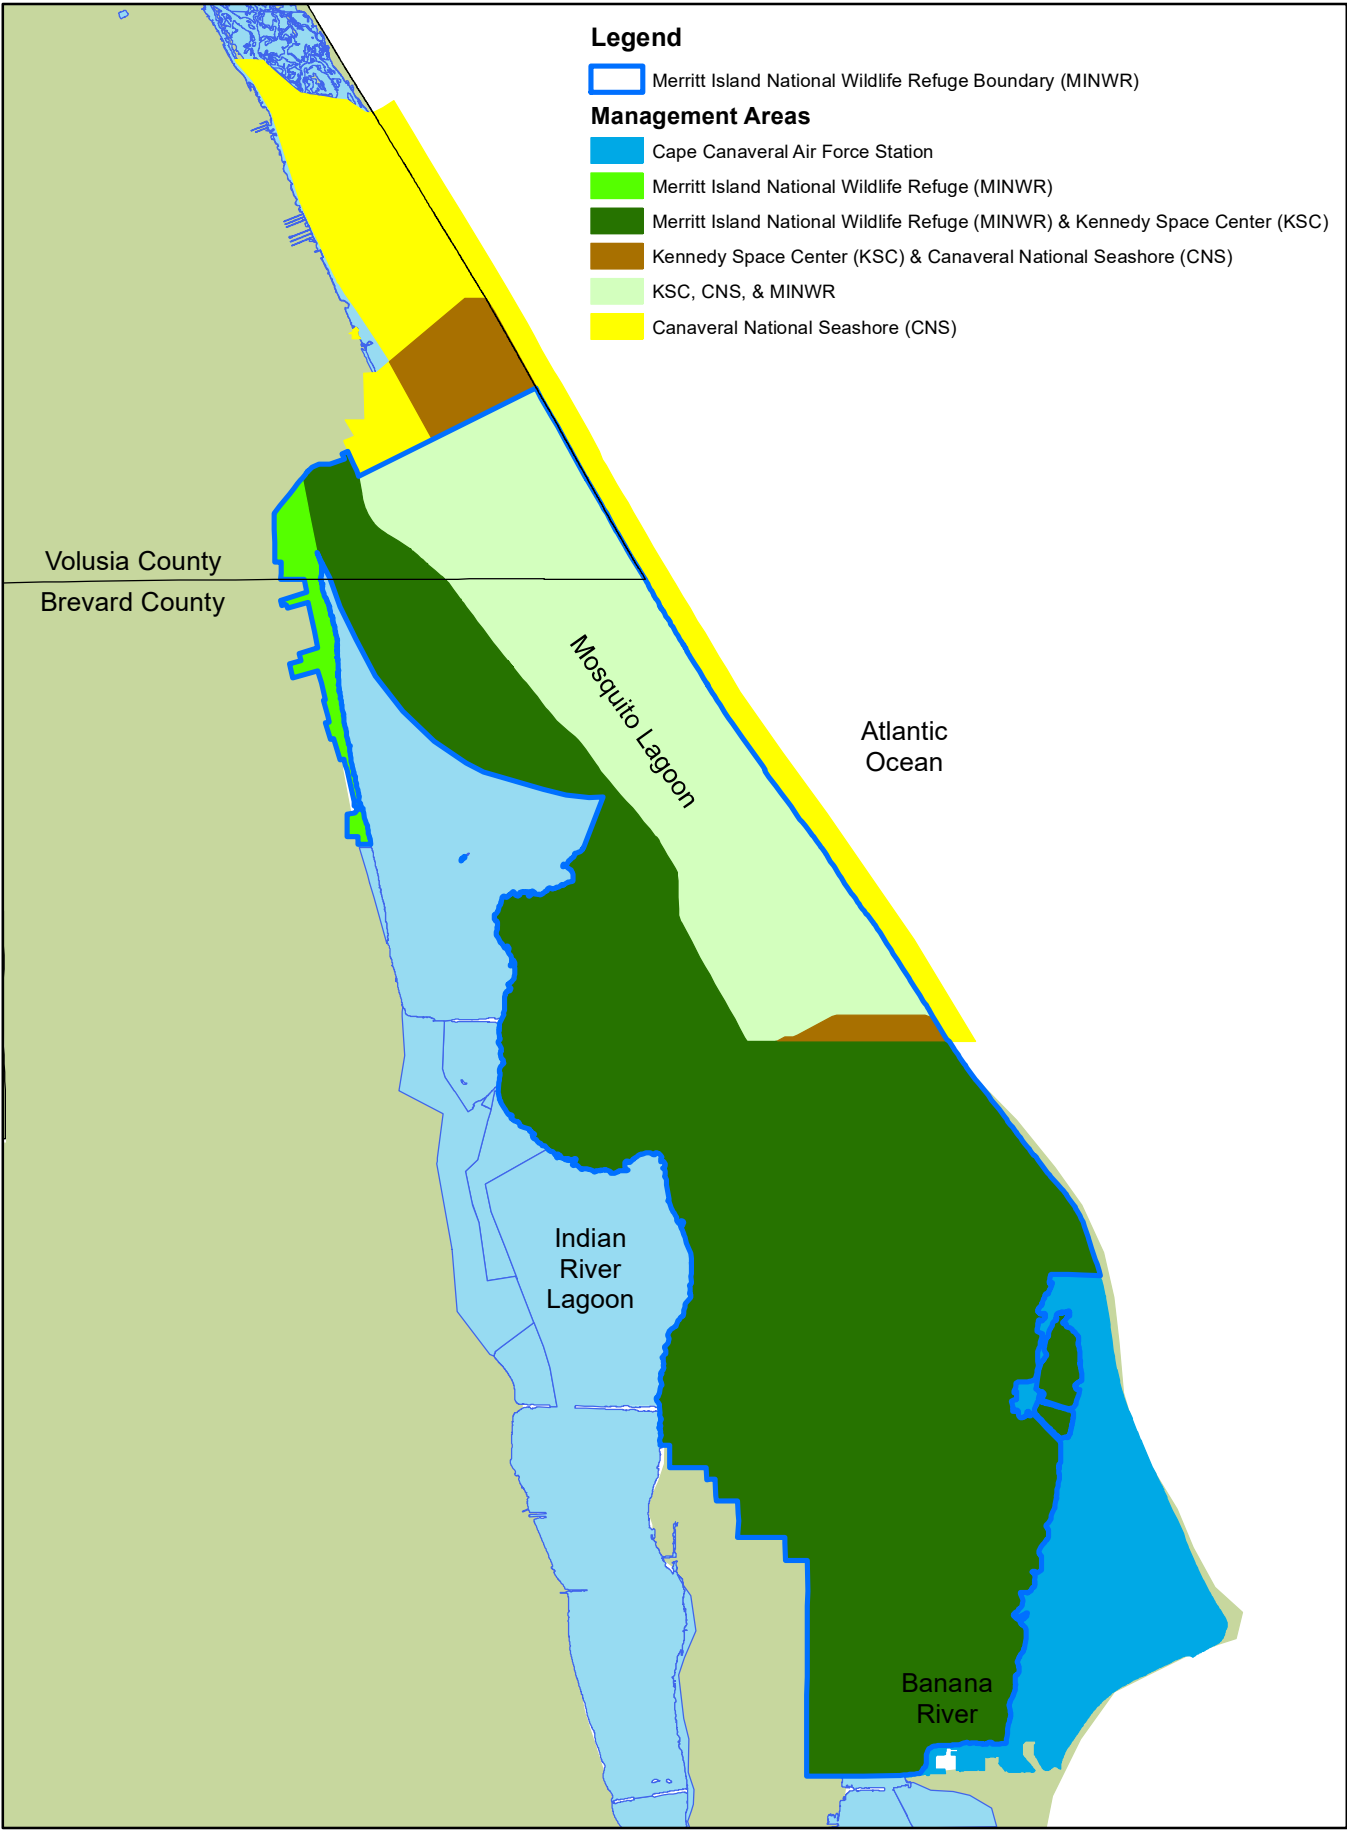 Legend
Merritt Island National Wildlife Refuge Boundary (MINWR)
Management Areas
Cape Canaveral Air Force Station
Merritt Island National Wildlife Refuge (MINWR)
Merritt Island National Wildlife Refuge (MINWR) & Kennedy Space Center (KSC)
Kennedy Space Center (KSC) & Canaveral National Seashore (CNS)
KSC, CNS, & MINWR
Canaveral National Seashore (CNS)
Volusia County
Brevard County
Mosquito Lagoon
Atlantic
Ocean
Indian
River
Lagoon
Banana
River